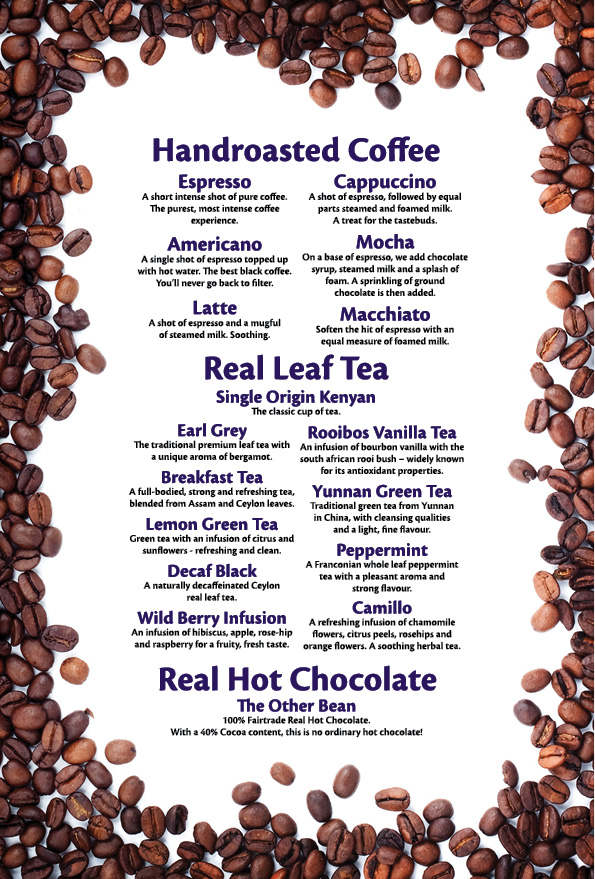 Handroasted Coffee
Espresso
A short intense shot of pure coffee.
The purest, most intense coffee
experience.
Americano
A single shot of espresso topped up
with hot water. The best black coffee.
You'll never go back to filter.
Latte
A shot of espresso and a mugful
of steamed milk. Soothing.
Cappuccino
A shot of espresso, followed by equal
parts steamed and foamed milk.
A treat for the tastebuds.
Mocha
On a base of espresso, we add chocolate
syrup, steamed milk and a splash of
foam. A sprinkling of ground
chocolate is then added.
Macchiato
Soften the hit of espresso with an
equal measure of foamed milk.
Real Leaf Tea
Single Origin Kenyan
The classic cup of tea.
Earl Grey
The traditional premium leaf tea with
a unique aroma of bergamot.
Breakfast Tea
A full-bodied, strong and refreshing tea,
blended from Assam and Ceylon leaves.
Lemon Green Tea
Green tea with an infusion of citrus and
sunflowers - refreshing and clean.
Decaf Black
A naturally decaffeinated Ceylon
real leaf tea.
Wild Berry Infusion
An infusion of hibiscus, apple, rose-hip
and raspberry for a fruity, fresh taste.
Rooibos Vanilla Tea
An infusion of bourbon vanilla with the
south african rooi bush – widely known
for its antioxidant properties.
Yunnan Green Tea
Traditional green tea from Yunnan
in China, with cleansing qualities
and a light, fine flavour.
Peppermint
A Franconian whole leaf peppermint
tea with a pleasant aroma and
strong flavour.
Camillo
A refreshing infusion of chamomile
flowers, citrus peels, rosehips and
orange flowers. A soothing herbal tea.
Real Hot Chocolate
The Other Bean
100% Fairtrade Real Hot Chocolate.
With a 40% Cocoa content, this is no ordinary hot chocolate!